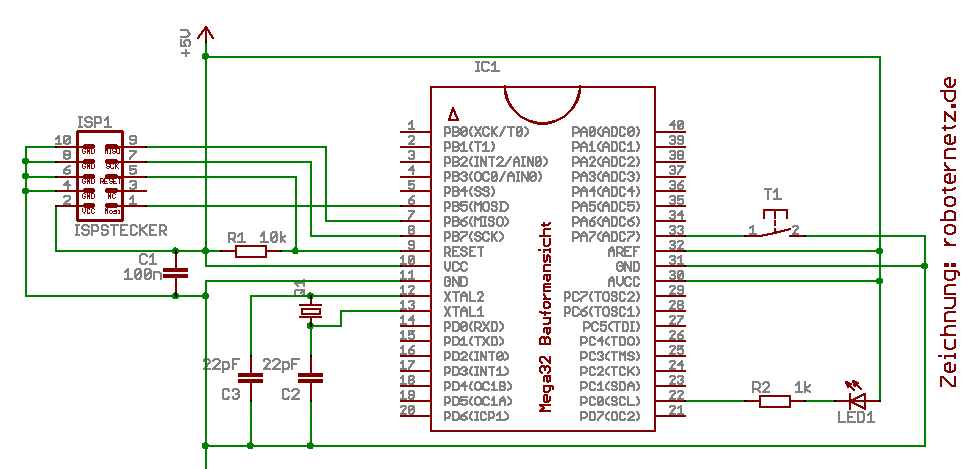 +5V
IC1
ISP1
10 GND MISO 9
8 GND SCK 7
6 GND RESET 5
4 GND NC 3
2 VCC Mosi 1
ISPSTECKER
R1 10k
C1
100n
Q1
22pF 22pF
C3 C2
1 PB0(XCK/T0) PA0(ADC0) 40
2 PB1(T1) PA1(ADC1) 39
3 PB2(INT2/AIN0) PA2(ADC2) 38
4 PB3(OC0/AIN0) PA3(ADC3) 37
5 PB4(SS) PA4(ADC4) 36
6 PB5(MOSI) PA5(ADC5) 35
7 PB6(MISO) PA6(ADC6) 34
8 PB7(SCK) PA7(ADC7) 33
9 RESET AREF 32
10 VCC GND 31
11 GND AVCC 30
12 XTAL2 PC7(TOSC2) 29
13 XTAL1 PC6(TOSC1) 28
14 PD0(RXD) PC5(TDI) 27
15 PD1(TXD) PC4(TDO) 26
16 PD2(INT0) PC3(TMS) 25
17 PD3(INT1) PC2(TCK) 24
18 PD4(OC1B) PC1(SDA) 23
19 PD5(OC1A) PC0(SCL) 22
20 PD6(ICP1) PD7(OC2) 21
Mega32 Bauformansicht
T1
1 2
R2 1k
LED1
Zeichnung: roboternetz.de